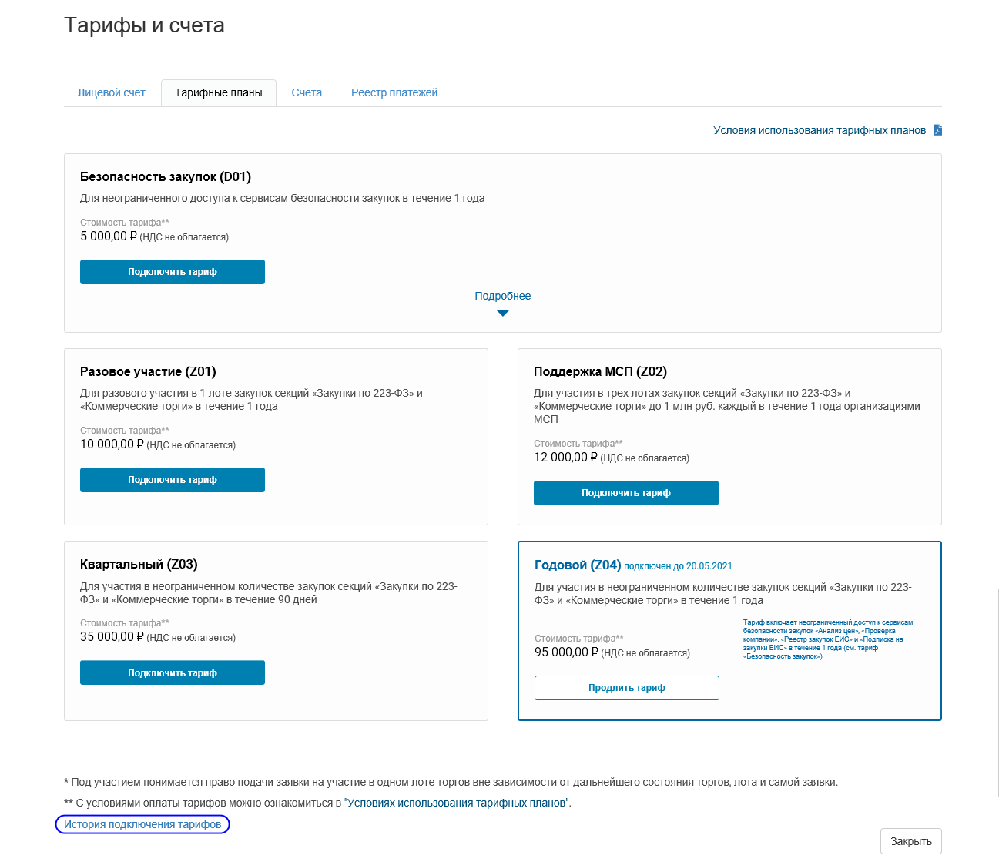 Тарифы и счета
Лицевой счет
Тарифные планы
Счета
Реестр платежей
Условия использования тарифных планов
Безопасность закупок (D01)
Для неограниченного доступа к сервисам безопасности закупок в течение 1 года
Стоимость тарифа**
5 000,00 ₽ (НДС не облагается)
Подключить тариф
Подробнее
Разовое участие (Z01)
Для разового участия в 1 лоте закупок секций «Закупки по 223-ФЗ» и
«Коммерческие торги» в течение 1 года
Стоимость тарифа**
10 000,00 ₽ (НДС не облагается)
Подключить тариф
Поддержка МСП (Z02)
Для участия в трех лотах закупок секций «Закупки по 223-ФЗ» и
«Коммерческие торги» до 1 млн руб. каждый в течение 1 года организациями
МСП
Стоимость тарифа**
12 000,00 ₽ (НДС не облагается)
Подключить тариф
Квартальный (Z03)
Для участия в неограниченном количестве закупок секций «Закупки по 223-
ФЗ» и «Коммерческие торги» в течение 90 дней
Стоимость тарифа**
35 000,00 ₽ (НДС не облагается)
Подключить тариф
Годовой (Z04) подключен до 20.05.2021
Для участия в неограниченном количестве закупок секций «Закупки по 223-
ФЗ» и «Коммерческие торги» в течение 1 года
Стоимость тарифа**
95 000,00 ₽ (НДС не облагается)
Тариф включает неограниченный доступ к сервисам
безопасности закупок «Анализ цен», «Проверка
компании». «Реестр закупок ЕИС» и «Подписка на
закупки ЕИС» в течение 1 года (см. тариф
«Безопасность закупок»)
Продлить тариф
* Под участием понимается право подачи заявки на участие в одном лоте торгов вне зависимости от дальнейшего состояния торгов, лота и самой заявки.
** С условиями оплаты тарифов можно ознакомиться в "Условиях использования тарифных планов".
История подключения тарифов
Закрыть